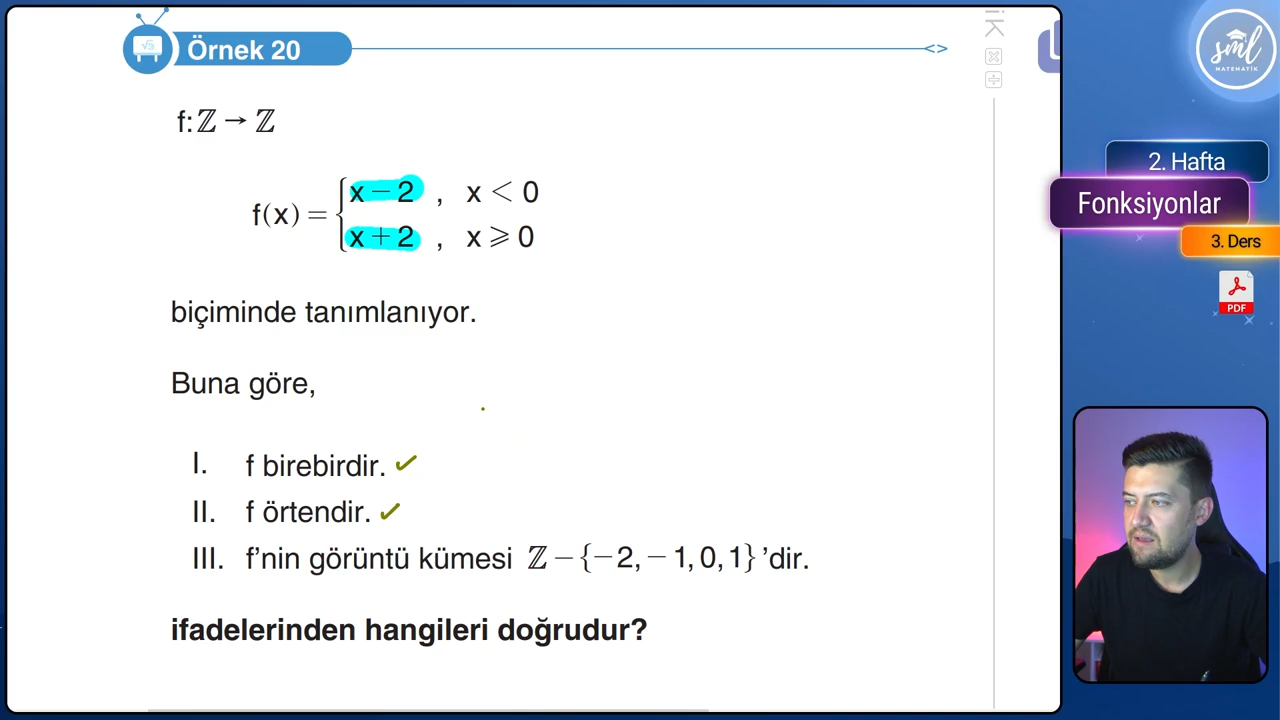 Örnek 20
<>
f: ℤ → ℤ
f(x) = { x − 2 , x < 0
x + 2 , x ⩾ 0
biçiminde tanımlanıyor.
Buna göre,
I. f birebirdir. ✓
II. f örtendir. ✓
III. f'nin görüntü kümesi ℤ − {−2, −1, 0, 1} 'dir.
ifadelerinden hangileri doğrudur?
sml
MATEMATİK
2. Hafta
Fonksiyonlar
3. Ders
PDF